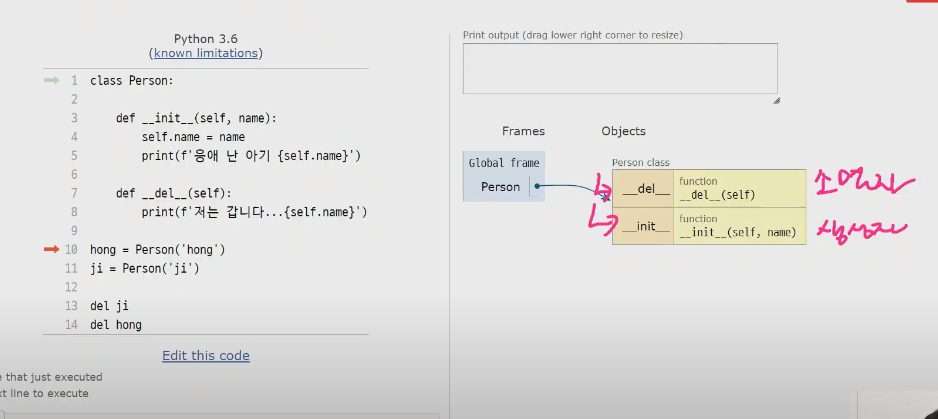 Python 3.6
(known limitations)
1 class Person:
2
3 def __init__(self, name):
4 self.name = name
5 print(f'응애 난 아기 {self.name}')
6
7 def __del__(self):
8 print(f'저는 갑니다...{self.name}')
9
10 hong = Person('hong')
11 ji = Person('ji')
12
13 del ji
14 del hong
Edit this code
e that just executed
xt line to execute
Print output (drag lower right corner to resize)
Frames
Objects
Global frame
Person
Person class
__del__
function
__del__(self)
소멸자
__init__
function
__init__(self, name)
생성자